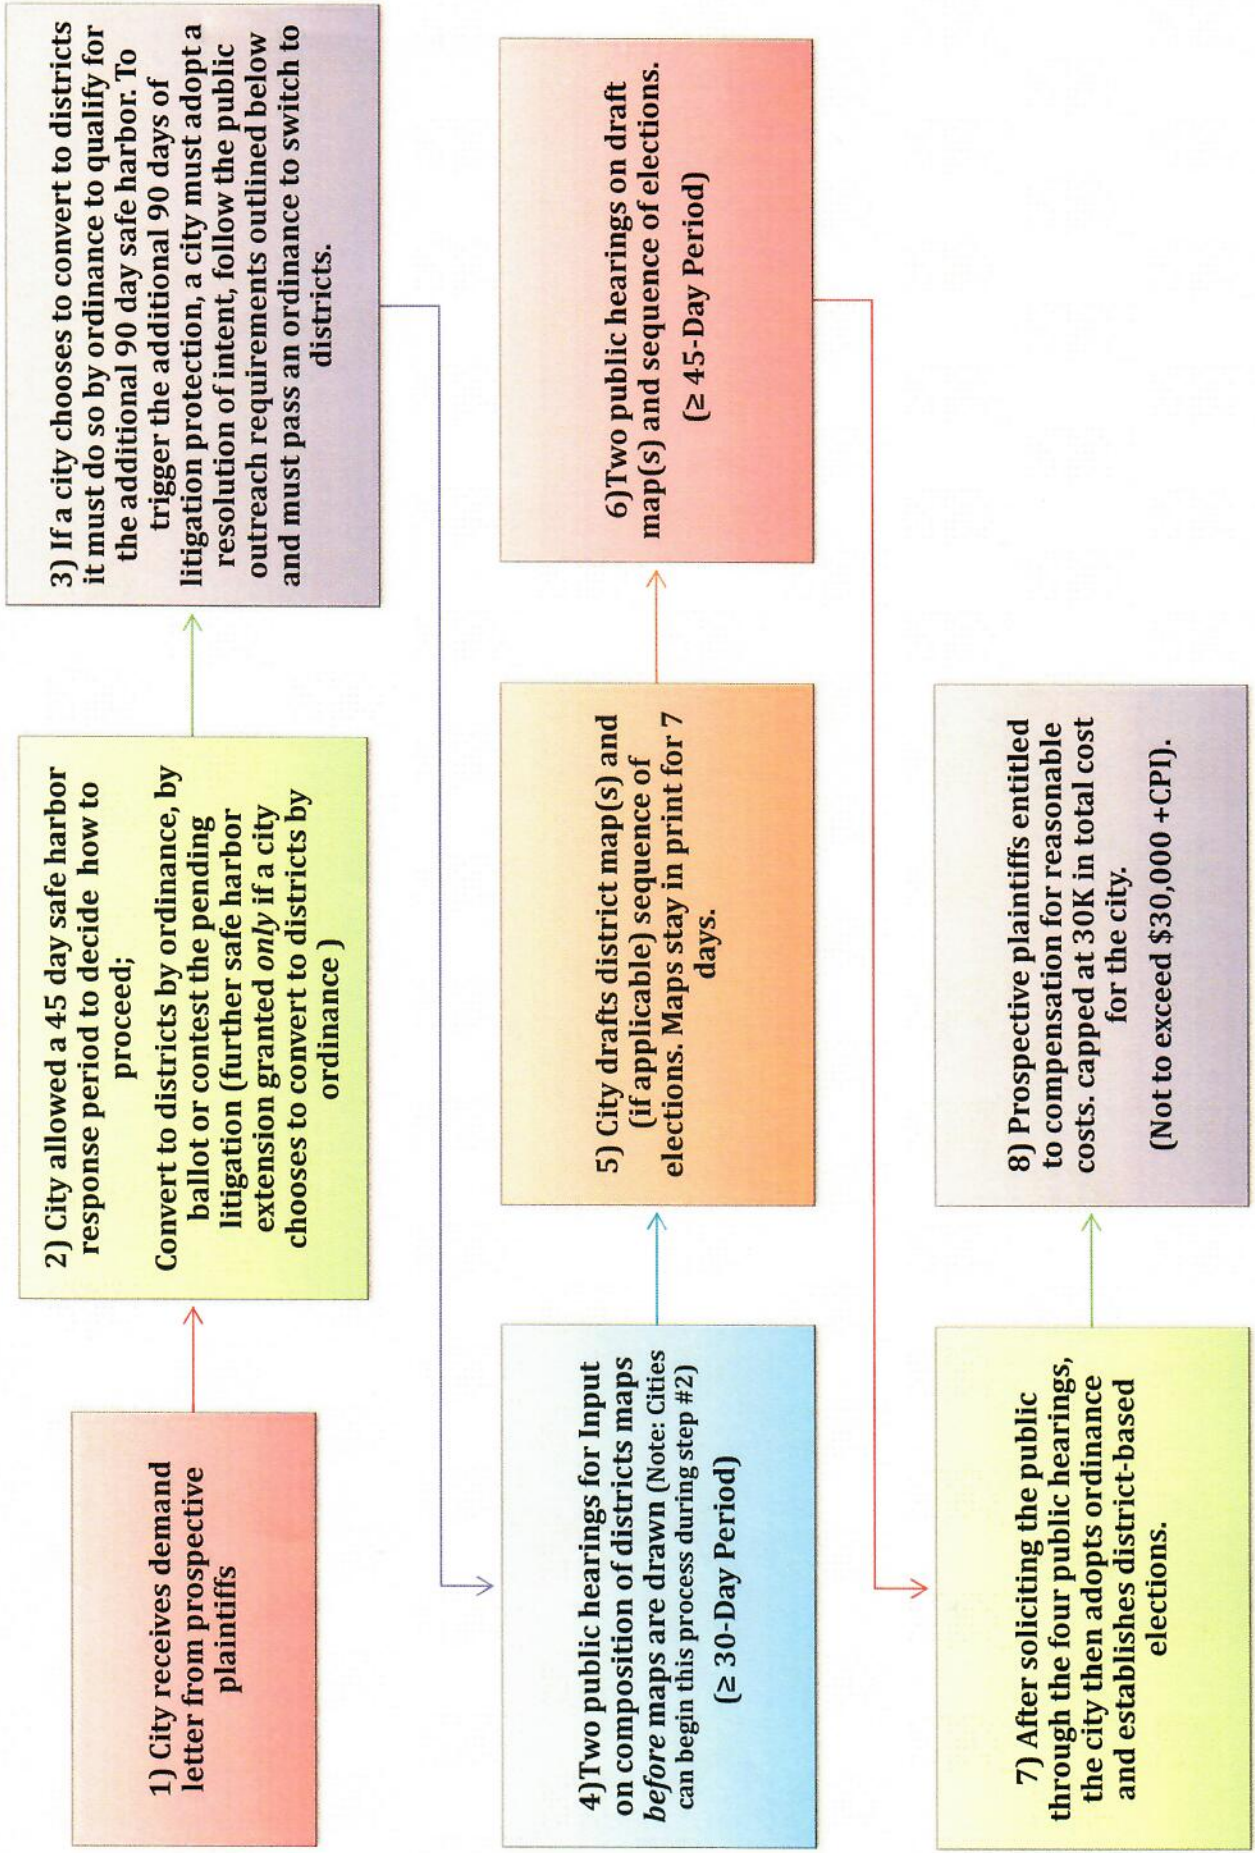 1) City receives demand
letter from prospective
plaintiffs
2) City allowed a 45 day safe harbor
response period to decide how to
proceed;
Convert to districts by ordinance, by
ballot or contest the pending
litigation (further safe harbor
extension granted only if a city
chooses to convert to districts by
ordinance )
3) If a city chooses to convert to districts
it must do so by ordinance to qualify for
the additional 90 day safe harbor. To
trigger the additional 90 days of
litigation protection, a city must adopt a
resolution of intent, follow the public
outreach requirements outlined below
and must pass an ordinance to switch to
districts.
4)Two public hearings for Input
on composition of districts maps
before maps are drawn (Note: Cities
can begin this process during step #2)
(≥ 30-Day Period)
5) City drafts district map(s) and
(if applicable) sequence of
elections. Maps stay in print for 7
days.
6)Two public hearings on draft
map(s) and sequence of elections.
(≥ 45-Day Period)
7) After soliciting the public
through the four public hearings,
the city then adopts ordinance
and establishes district-based
elections.
8) Prospective plaintiffs entitled
to compensation for reasonable
costs. capped at 30K in total cost
for the city.
(Not to exceed $30,000 +CPI).